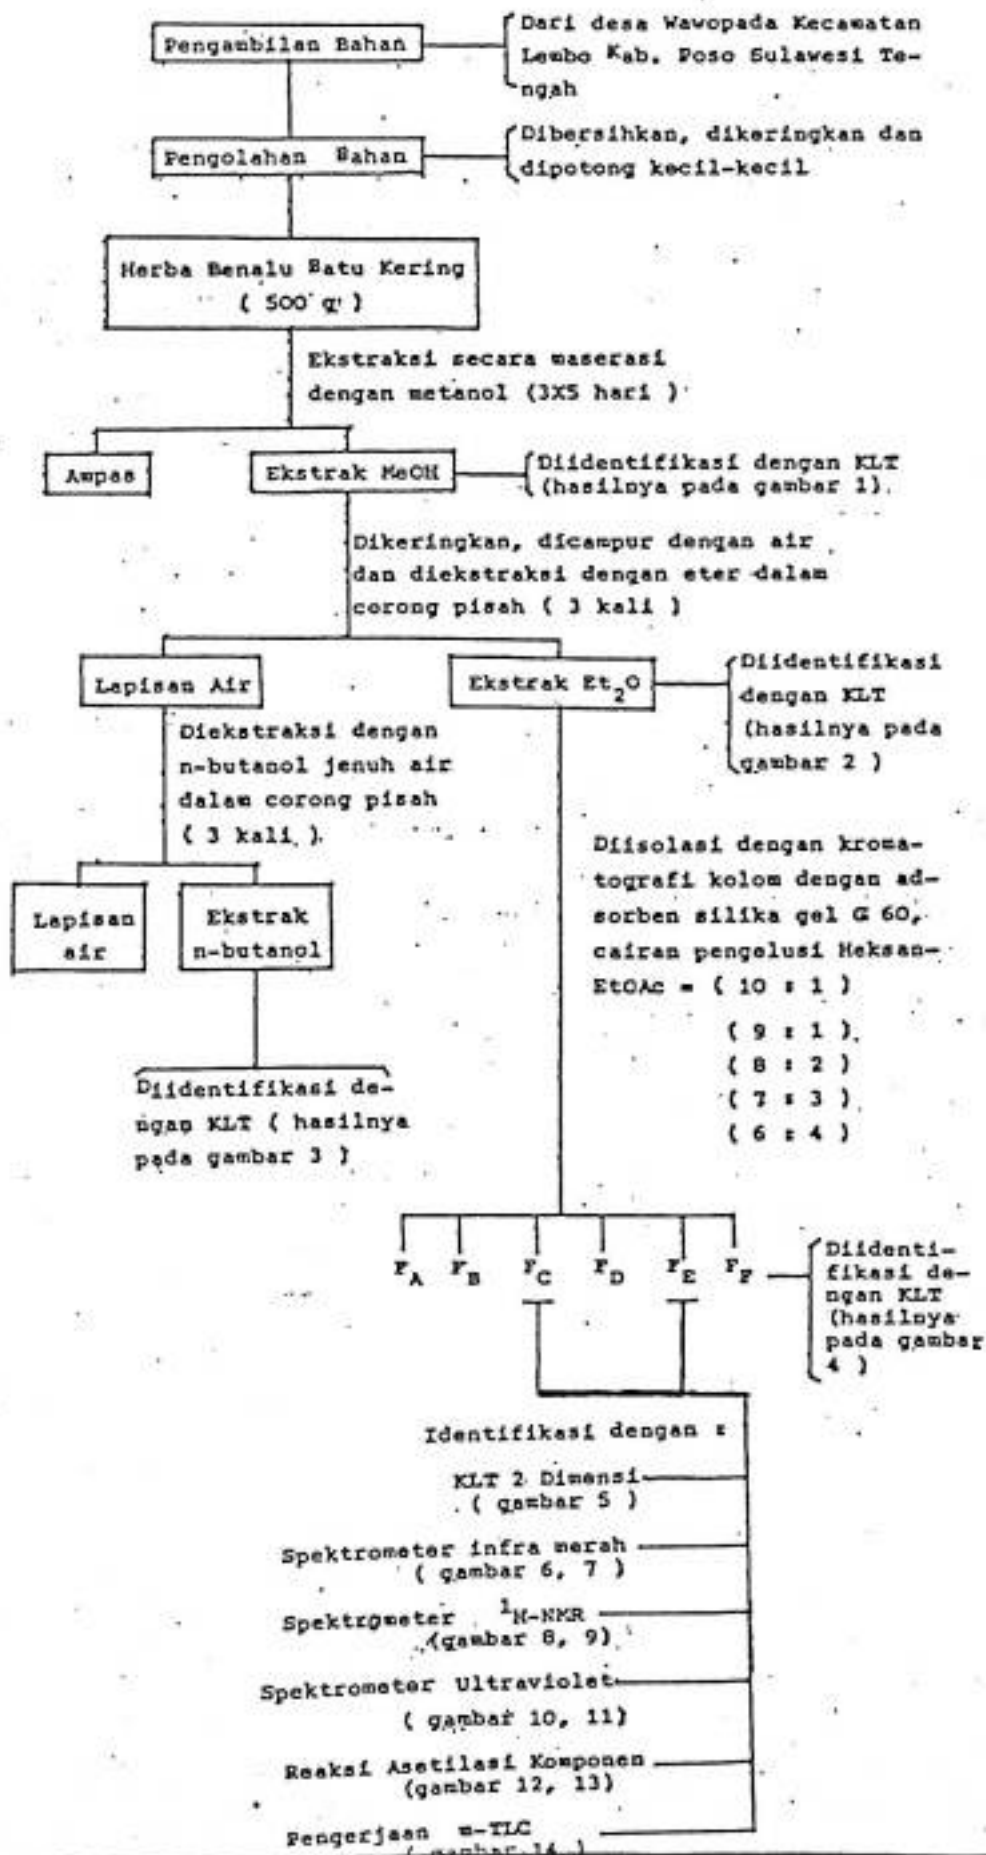 Pengambilan Bahan
Dari desa Wawopada Kecamatan
Lembo Kab. Poso Sulawesi Te-
ngah
Pengolahan Bahan
Dibersihkan, dikeringkan dan
dipotong kecil-kecil
Herba Benalu Batu Kering
( 500 g )
Ekstraksi secara maserasi
dengan metanol (3X5 hari )
Ampas
Ekstrak MeOH
Diidentifikasi dengan KLT
(hasilnya pada gambar 1).
Dikeringkan, dicampur dengan air
dan diekstraksi dengan eter dalam
corong pisah ( 3 kali )
Lapisan Air
Ekstrak Et2O
Diidentifikasi
dengan KLT
(hasilnya pada
gambar 2 )
Diekstraksi dengan
n-butanol jenuh air
dalam corong pisah
( 3 kali ).
Lapisan
air
Ekstrak
n-butanol
Diidentifikasi de-
ngan KLT ( hasilnya
pada gambar 3 )
Diisolasi dengan kroma-
tografi kolom dengan ad-
sorben silika gel G 60,
cairan pengelusi Heksan-
EtOAc = ( 10 : 1 )
( 9 : 1 )
( 8 : 2 )
( 7 : 3 )
( 6 : 4 )
FA FB FC FD FE FF
Diidenti-
fikasi de-
ngan KLT
(hasilnya
pada gambar
4 )
Identifikasi dengan :
KLT 2 Dimensi
( gambar 5 )
Spektrometer infra merah
( gambar 6, 7 )
Spektrometer 1H-NMR
(gambar 8, 9)
Spektrometer Ultraviolet
( gambar 10, 11)
Reaksi Asetilasi Komponen
(gambar 12, 13)
Pengerjaan m-TLC
( gambar 14 )